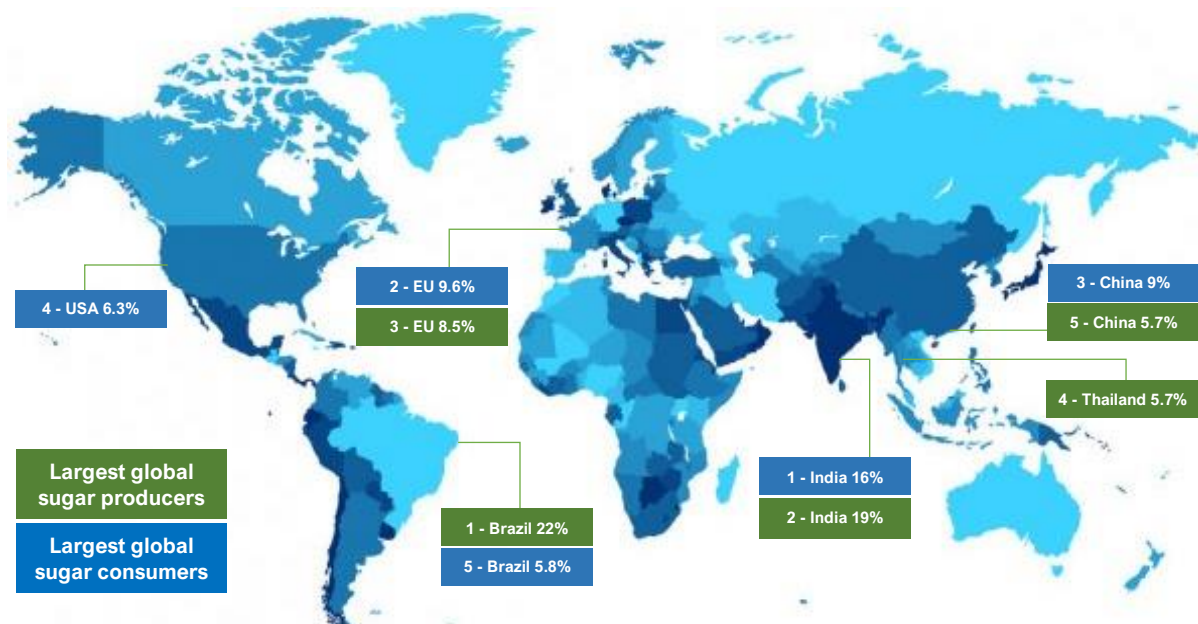 4 - USA 6.3%
2 - EU 9.6%
3 - EU 8.5%
3 - China 9%
5 - China 5.7%
4 - Thailand 5.7%
1 - India 16%
2 - India 19%
1 - Brazil 22%
5 - Brazil 5.8%
Largest global
sugar producers
Largest global
sugar consumers